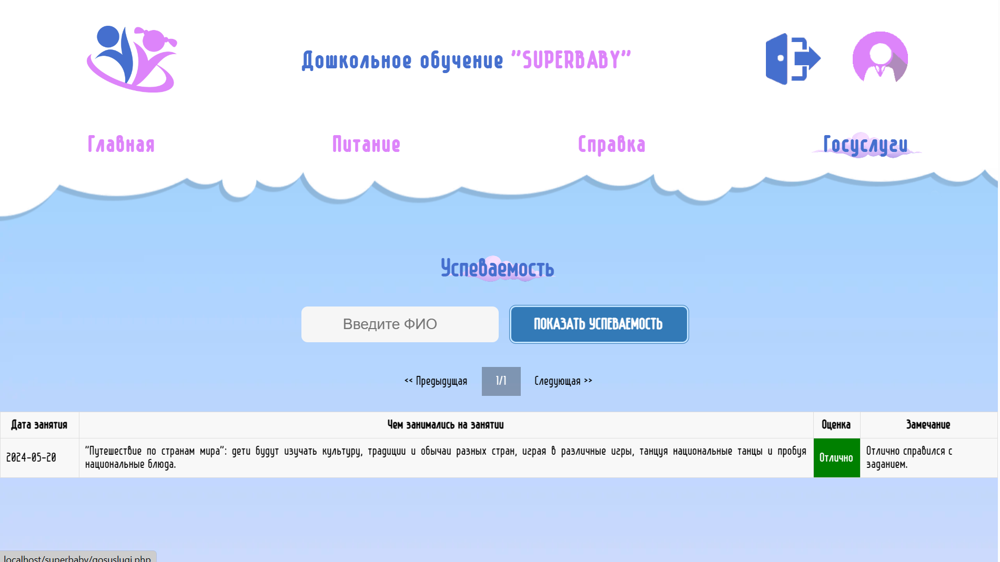 Дошкольное обучение "SUPERBABY"
Главная
Питание
Справка
Госуслуги
Успеваемость
Введите ФИО
ПОКАЗАТЬ УСПЕВАЕМОСТЬ
<< Предыдущая
1/1
Следующая >>
Дата занятия
Чем занимались на занятии
Оценка
Замечание
2024-05-20
"Путешествие по странам мира": дети будут изучать культуру, традиции и обычаи разных стран, играя в различные игры, танцуя национальные танцы и пробуя
национальные блюда.
Отлично
Отлично справился с
заданием.
localhost/superbaby/gosuslugi.php